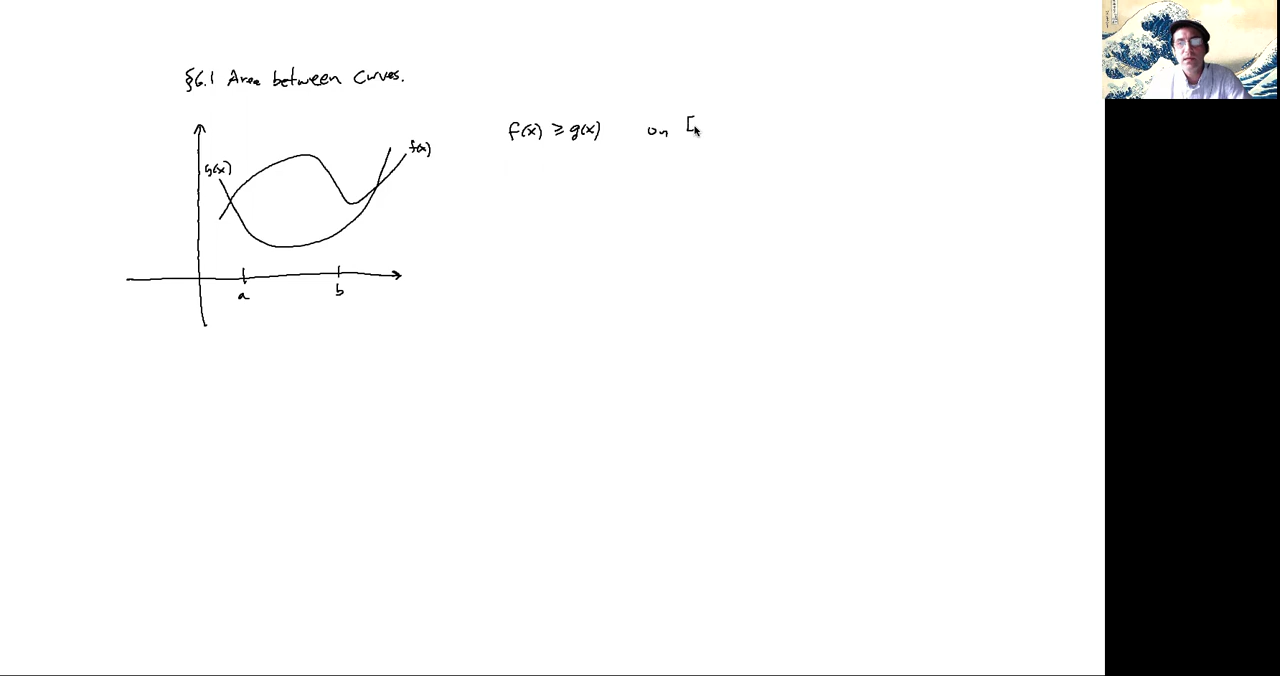 §6.1 Area between Curves.
f(x) ≥ g(x) on [
g(x)
f(x)
a
b